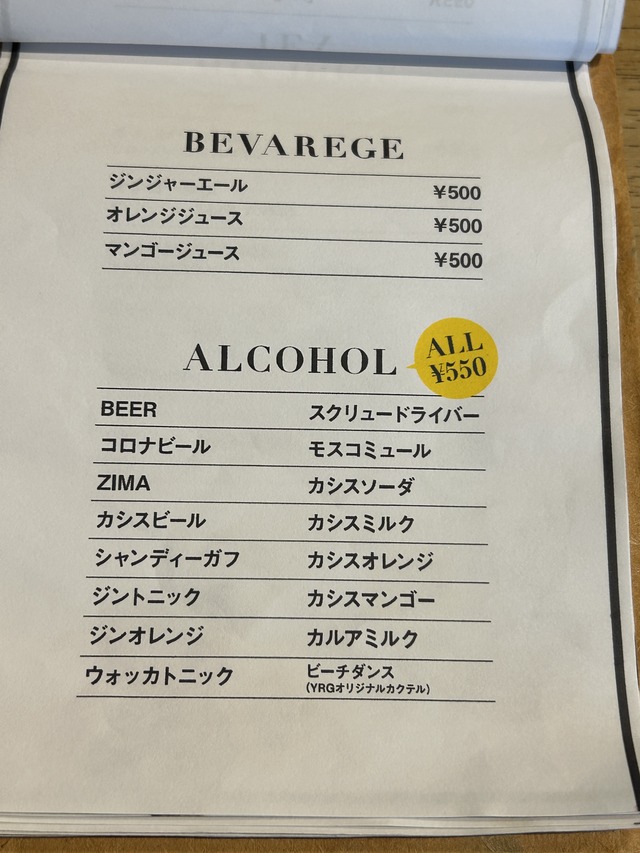 BEVAREGE
ジンジャーエール ¥500
オレンジジュース ¥500
マンゴージュース ¥500
ALCOHOL
ALL
¥550
BEER スクリュードライバー
コロナビール モスコミュール
ZIMA カシスソーダ
カシスビール カシスミルク
シャンディーガフ カシスオレンジ
ジントニック カシスマンゴー
ジンオレンジ カルアミルク
ウォッカトニック ビーチダンス
(YRGオリジナルカクテル)